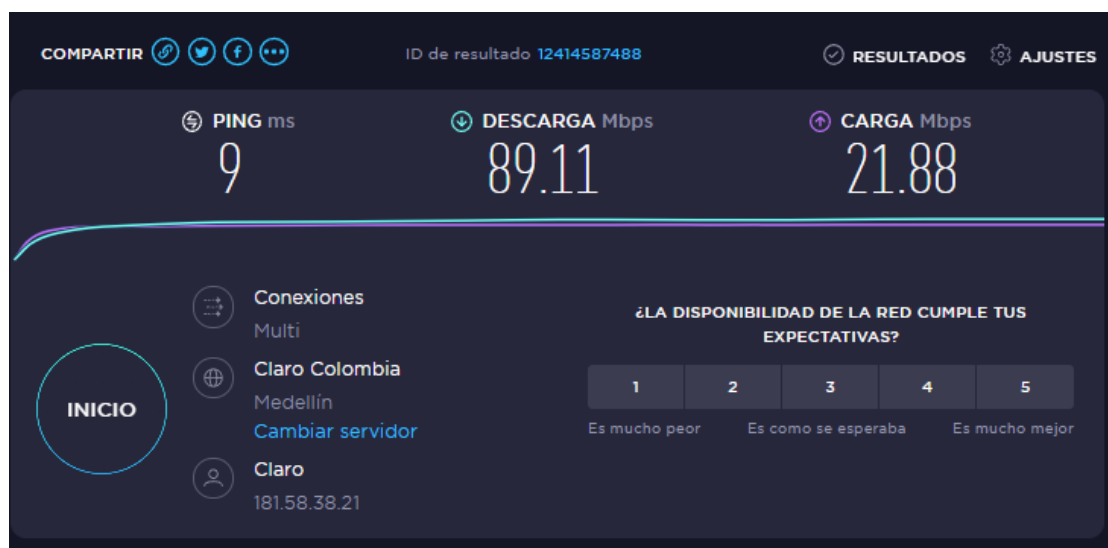 COMPARTIR
ID de resultado 12414587488
RESULTADOS
AJUSTES
PING ms
9
DESCARGA Mbps
89.11
CARGA Mbps
21.88
INICIO
Conexiones
Multi
Claro Colombia
Medellín
Cambiar servidor
Claro
181.58.38.21
¿LA DISPONIBILIDAD DE LA RED CUMPLE TUS
EXPECTATIVAS?
1 2 3 4 5
Es mucho peor Es como se esperaba Es mucho mejor